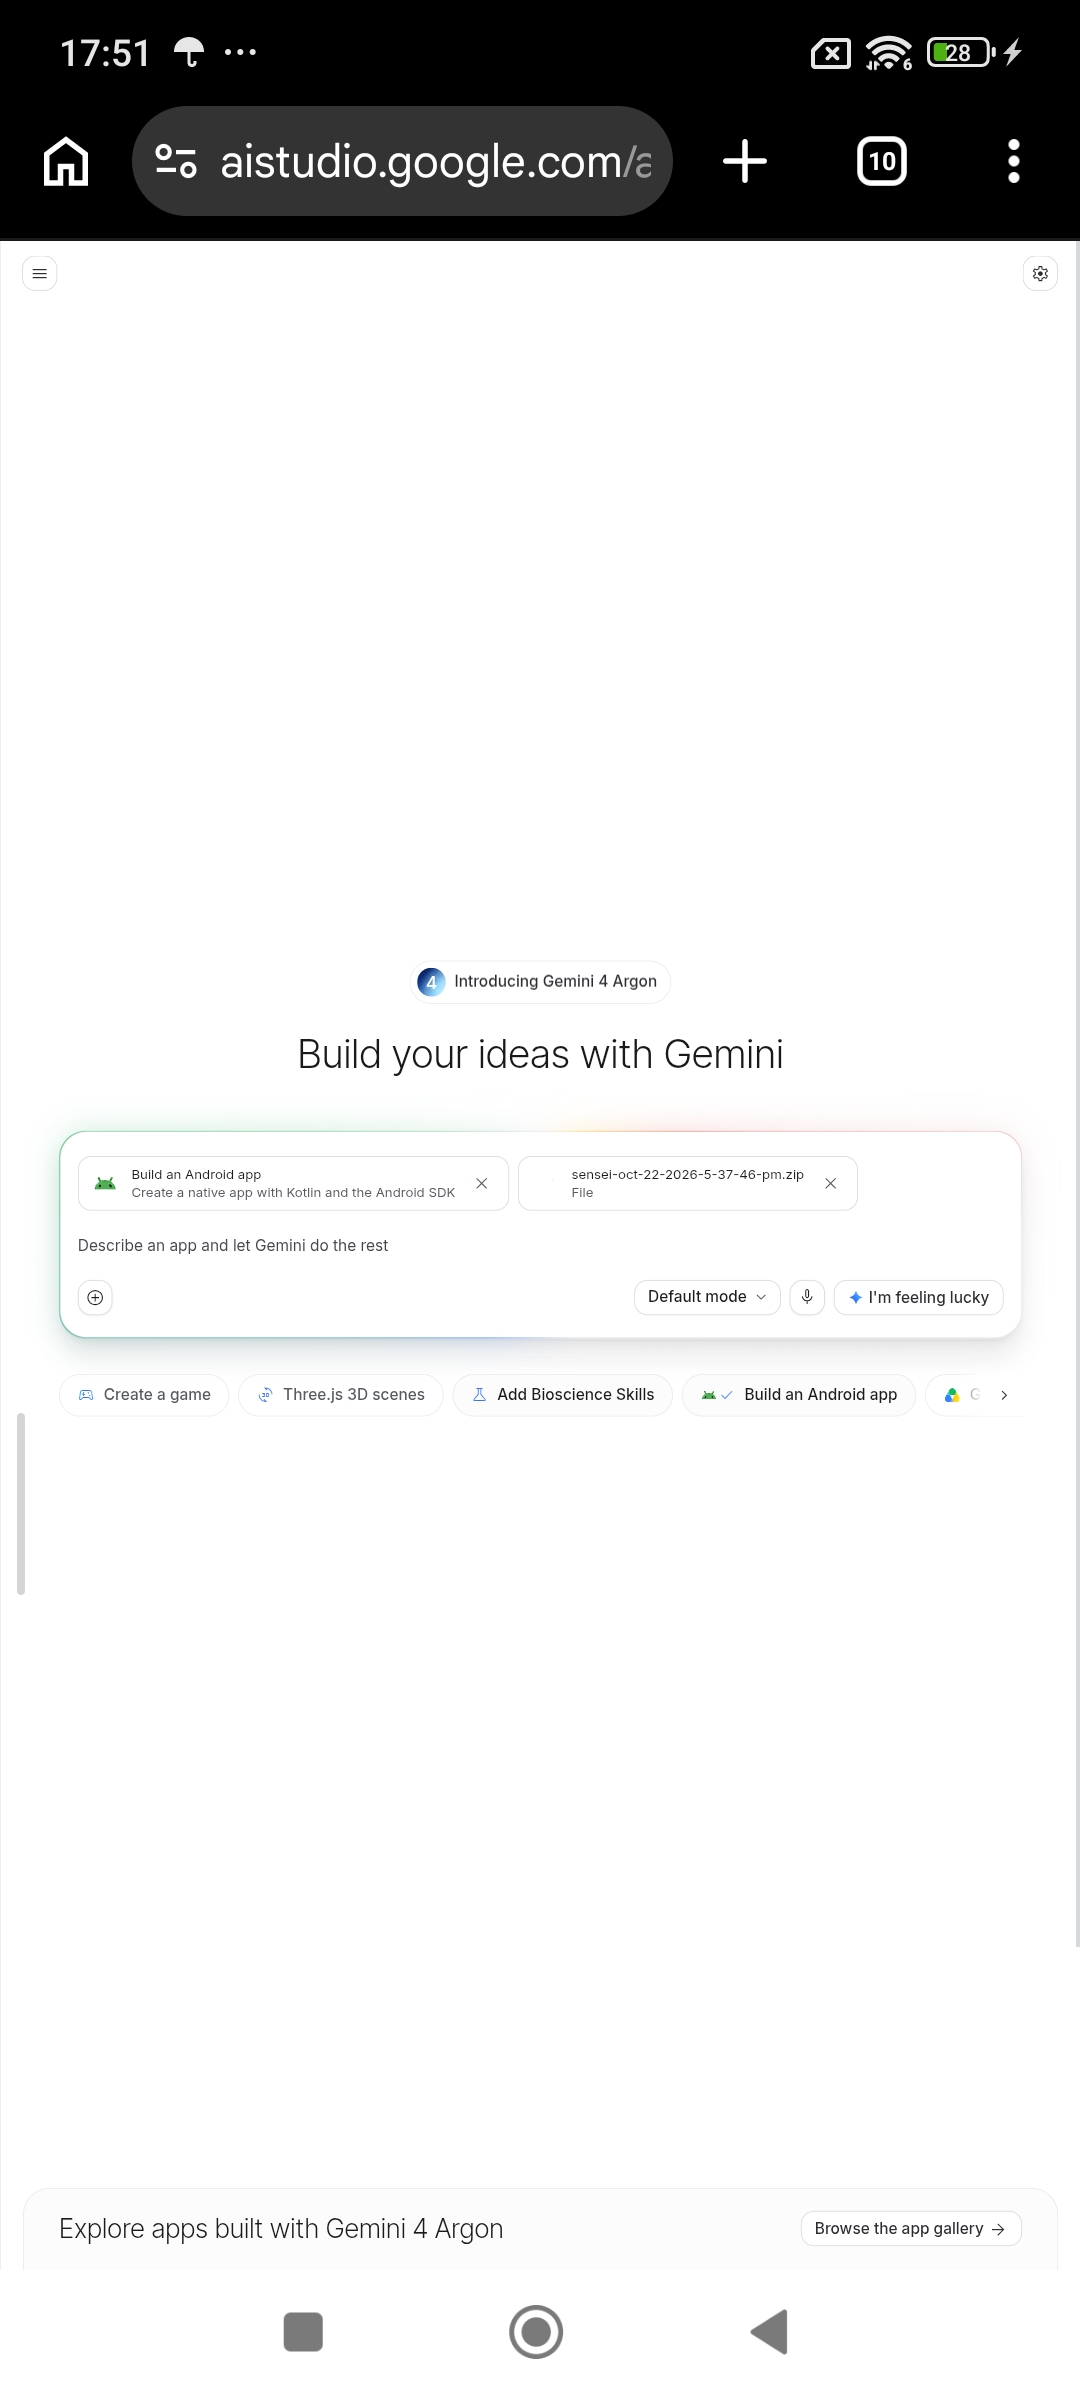 17:51
6
28
aistudio.google.com/a
10
4 Introducing Gemini 4 Argon
Build your ideas with Gemini
Build an Android app
Create a native app with Kotlin and the Android SDK
sensei-oct-22-2026-5-37-46-pm.zip
File
Describe an app and let Gemini do the rest
Default mode
I'm feeling lucky
Create a game
3D Three.js 3D scenes
Add Bioscience Skills
Build an Android app
G
Explore apps built with Gemini 4 Argon
Browse the app gallery →